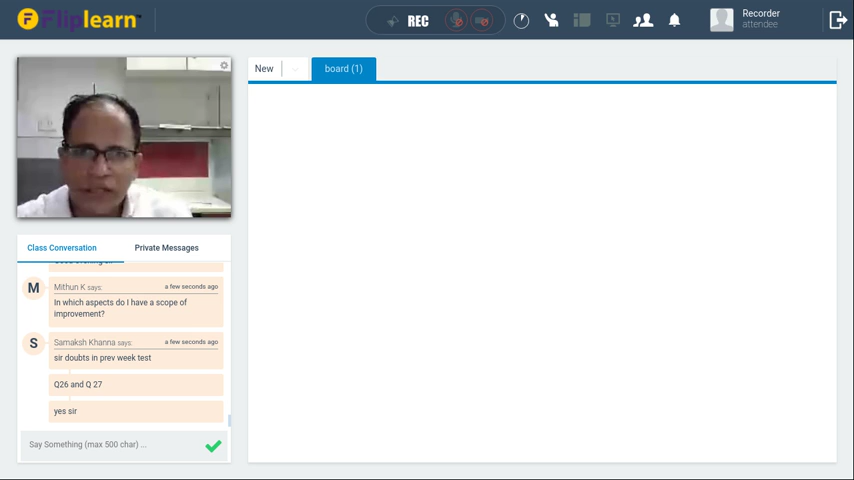 Fliplearn
REC
Recorder
attendee
New
board (1)
Class Conversation
Private Messages
M
Mithun K says:
a few seconds ago
In which aspects do I have a scope of
improvement?
S
Samaksh Khanna says:
a few seconds ago
sir doubts in prev week test
Q26 and Q 27
yes sir
Say Something (max 500 char) ...